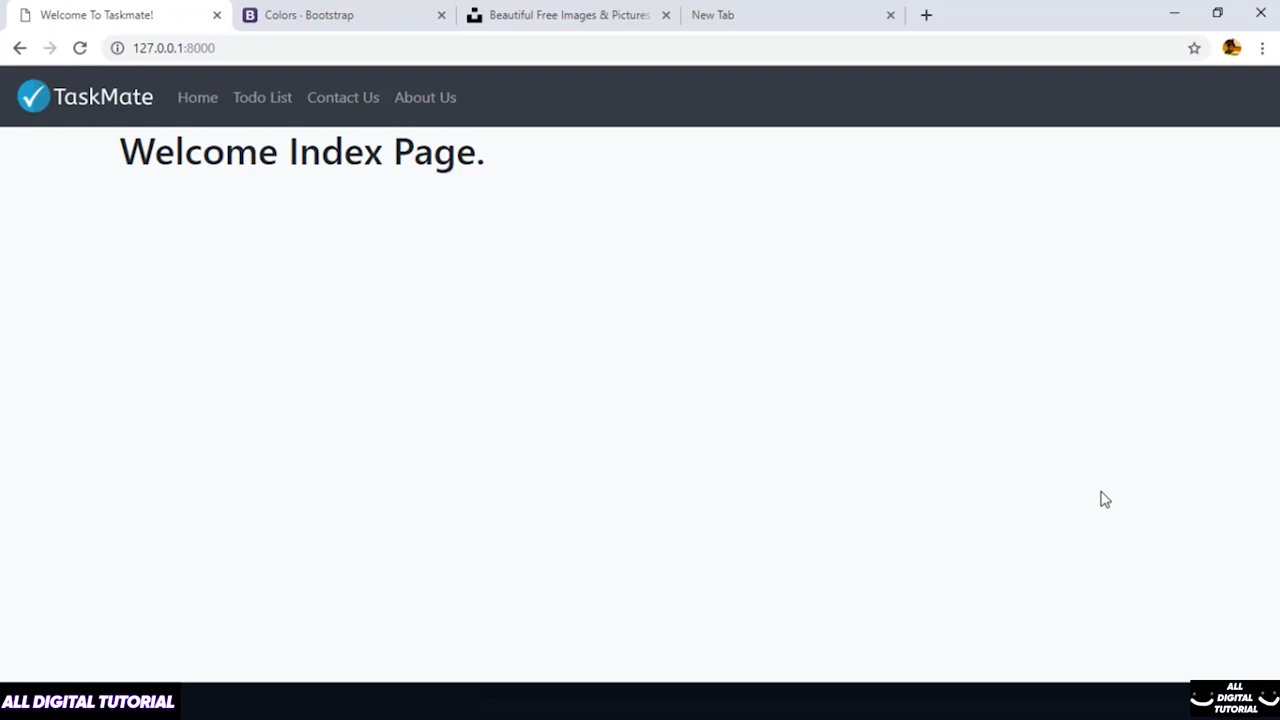 Welcome To Taskmate!
Colors · Bootstrap
Beautiful Free Images & Pictures
New Tab
127.0.0.1:8000
TaskMate
Home
Todo List
Contact Us
About Us
Welcome Index Page.
ALL DIGITAL TUTORIAL
ALL
DIGITAL
TUTORIAL